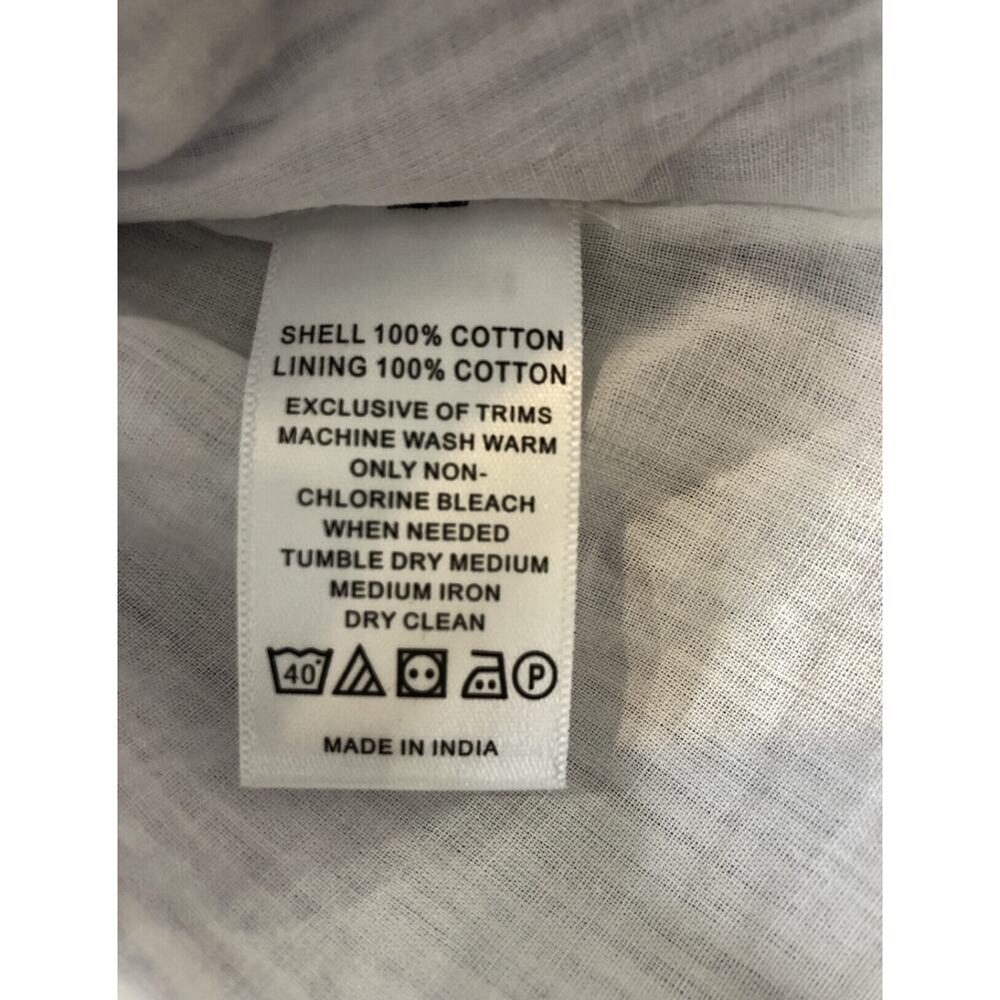 SHELL 100% COTTON
LINING 100% COTTON
EXCLUSIVE OF TRIMS
MACHINE WASH WARM
ONLY NON-
CHLORINE BLEACH
WHEN NEEDED
TUMBLE DRY MEDIUM
MEDIUM IRON
DRY CLEAN
40° P
MADE IN INDIA